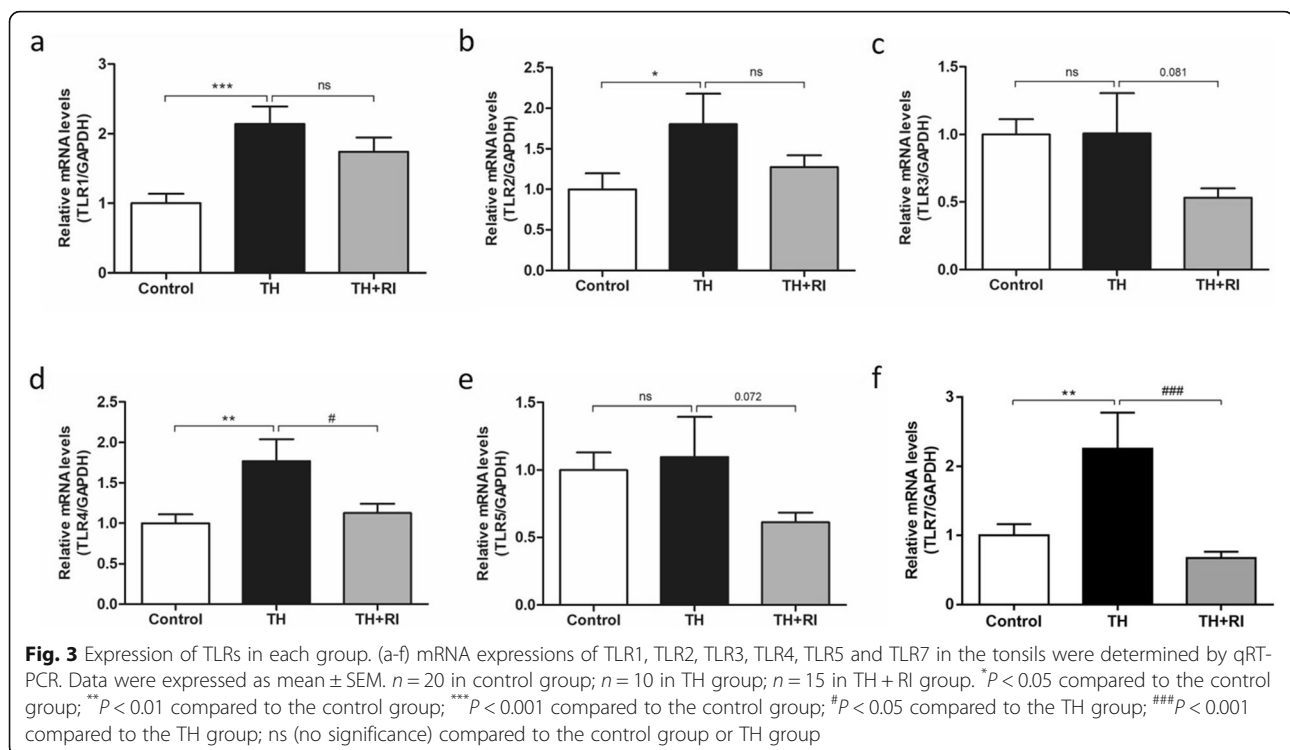 a
Relative mRNA levels
(TLR1/GAPDH)
3
2
1
0
***
ns
Control TH TH+RI
b
Relative mRNA levels
(TLR2/GAPDH)
2.5
2.0
1.5
1.0
0.5
0.0
*
ns
Control TH TH+RI
c
Relative mRNA levels
(TLR3/GAPDH)
1.5
1.0
0.5
0.0
ns
0.081
Control TH TH+RI
d
Relative mRNA levels
(TLR4/GAPDH)
2.5
2.0
1.5
1.0
0.5
0.0
**
#
Control TH TH+RI
e
Relative mRNA levels
(TLR5/GAPDH)
1.5
1.0
0.5
0.0
ns
0.072
Control TH TH+RI
f
Relative mRNA levels
(TLR7/GAPDH)
3
2
1
0
**
###
Control TH TH+RI
Fig. 3 Expression of TLRs in each group. (a-f) mRNA expressions of TLR1, TLR2, TLR3, TLR4, TLR5 and TLR7 in the tonsils were determined by qRT-
PCR. Data were expressed as mean ± SEM. n = 20 in control group; n = 10 in TH group; n = 15 in TH + RI group. *P < 0.05 compared to the control
group; **P < 0.01 compared to the control group; ***P < 0.001 compared to the control group; #P < 0.05 compared to the TH group; ###P < 0.001
compared to the TH group; ns (no significance) compared to the control group or TH group